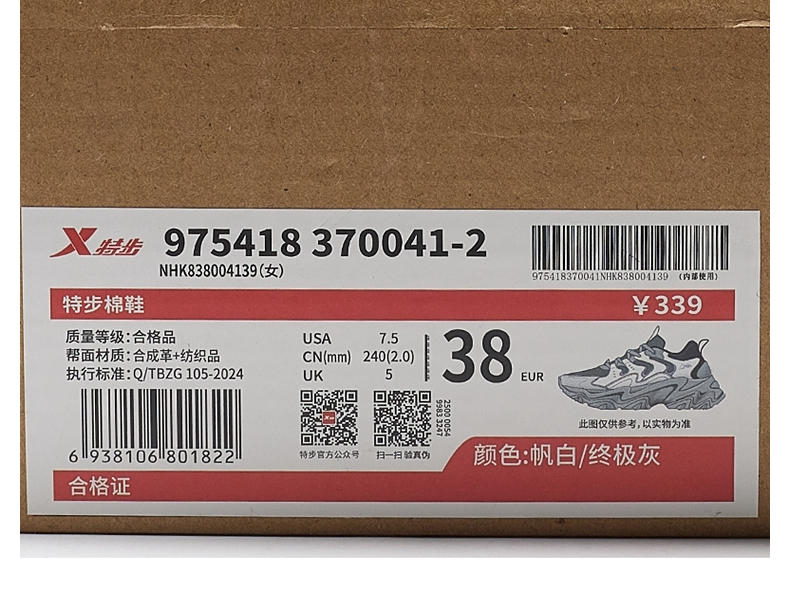 特步 975418 370041-2
NHK838004139(女)
975418370041NHK838004139 (内部使用)
特步棉鞋 ¥339
质量等级:合格品
帮面材质:合成革+纺织品
执行标准:Q/TBZG 105-2024
USA 7.5
CN(mm) 240(2.0)
UK 5
38 EUR
6 938106 801822
特步官方公众号
扫一扫 验真伪
2500 0054
9983 3247
此图仅供参考,以实物为准
颜色:帆白/终极灰
合格证